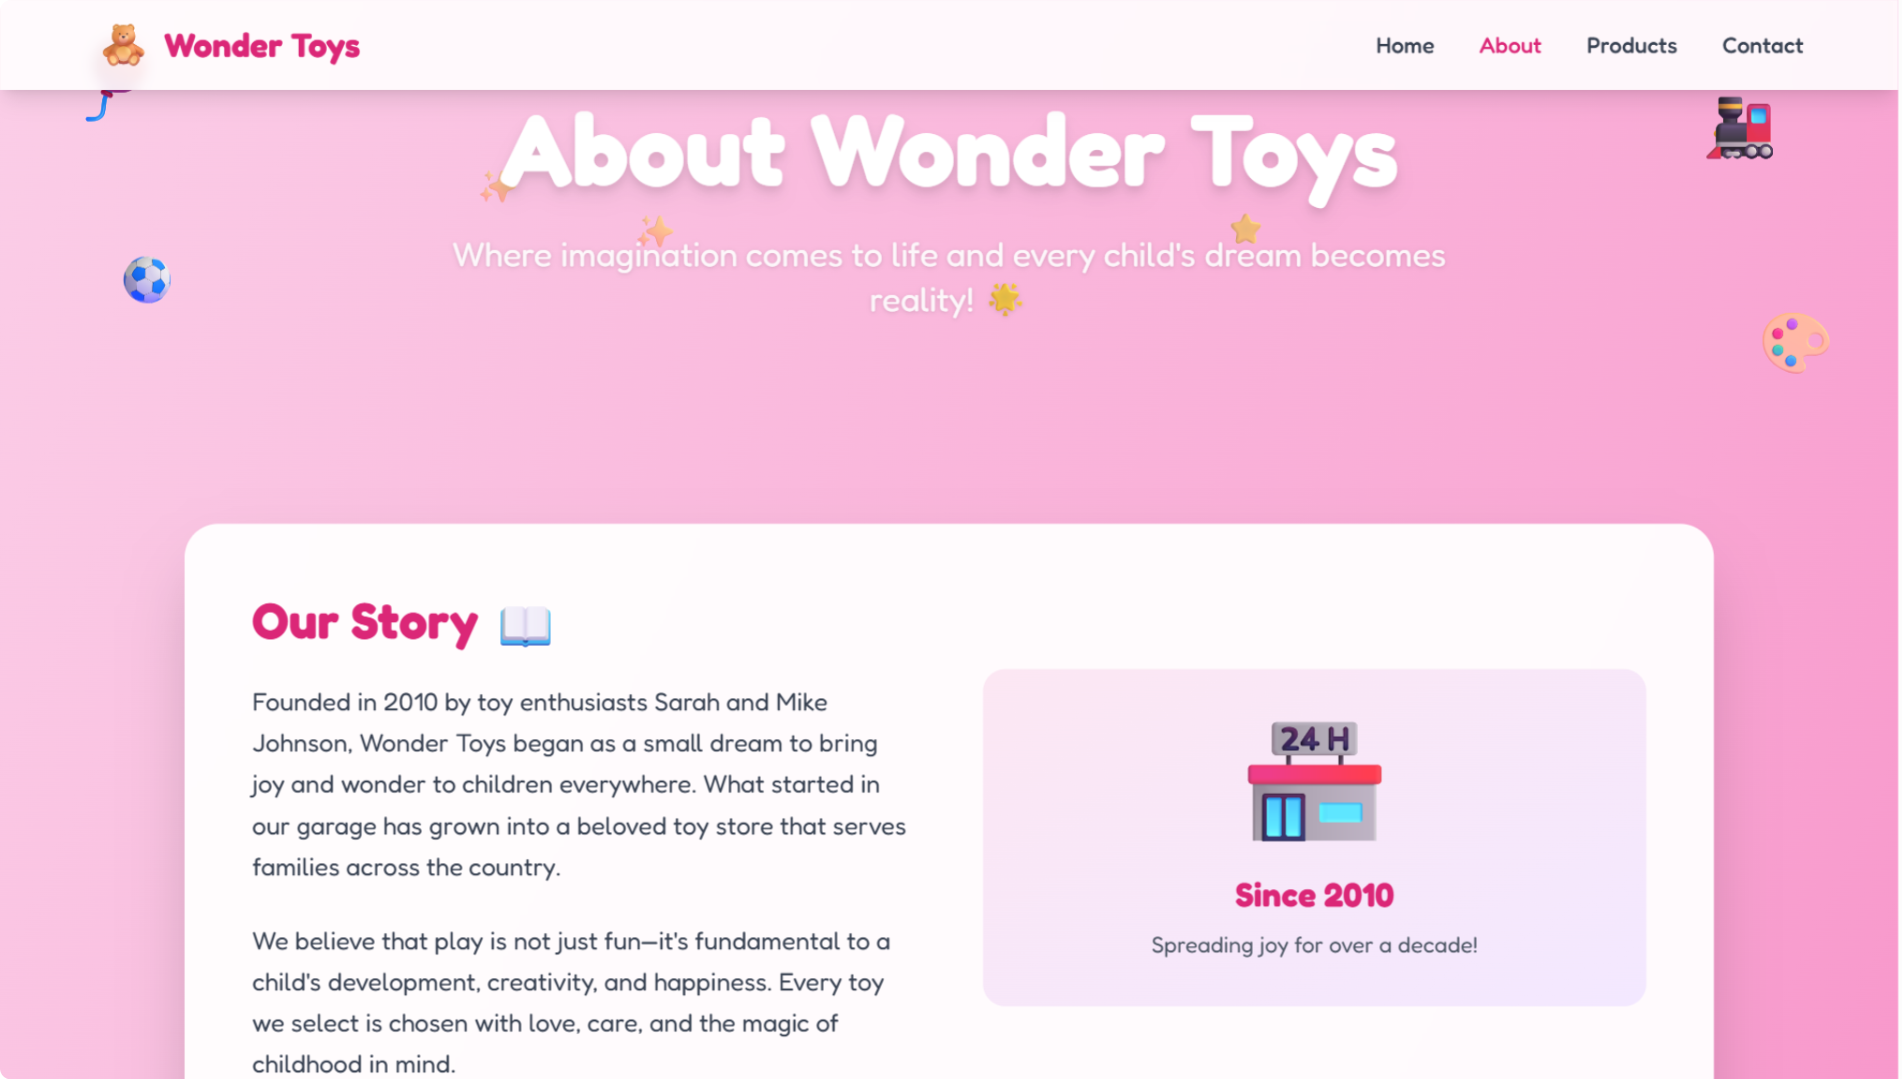 Wonder Toys
Home
About
Products
Contact
About Wonder Toys
Where imagination comes to life and every child's dream becomes
reality!
Our Story
Founded in 2010 by toy enthusiasts Sarah and Mike
Johnson, Wonder Toys began as a small dream to bring
joy and wonder to children everywhere. What started in
our garage has grown into a beloved toy store that serves
families across the country.
We believe that play is not just fun—it's fundamental to a
child's development, creativity, and happiness. Every toy
we select is chosen with love, care, and the magic of
childhood in mind.
24 H
Since 2010
Spreading joy for over a decade!